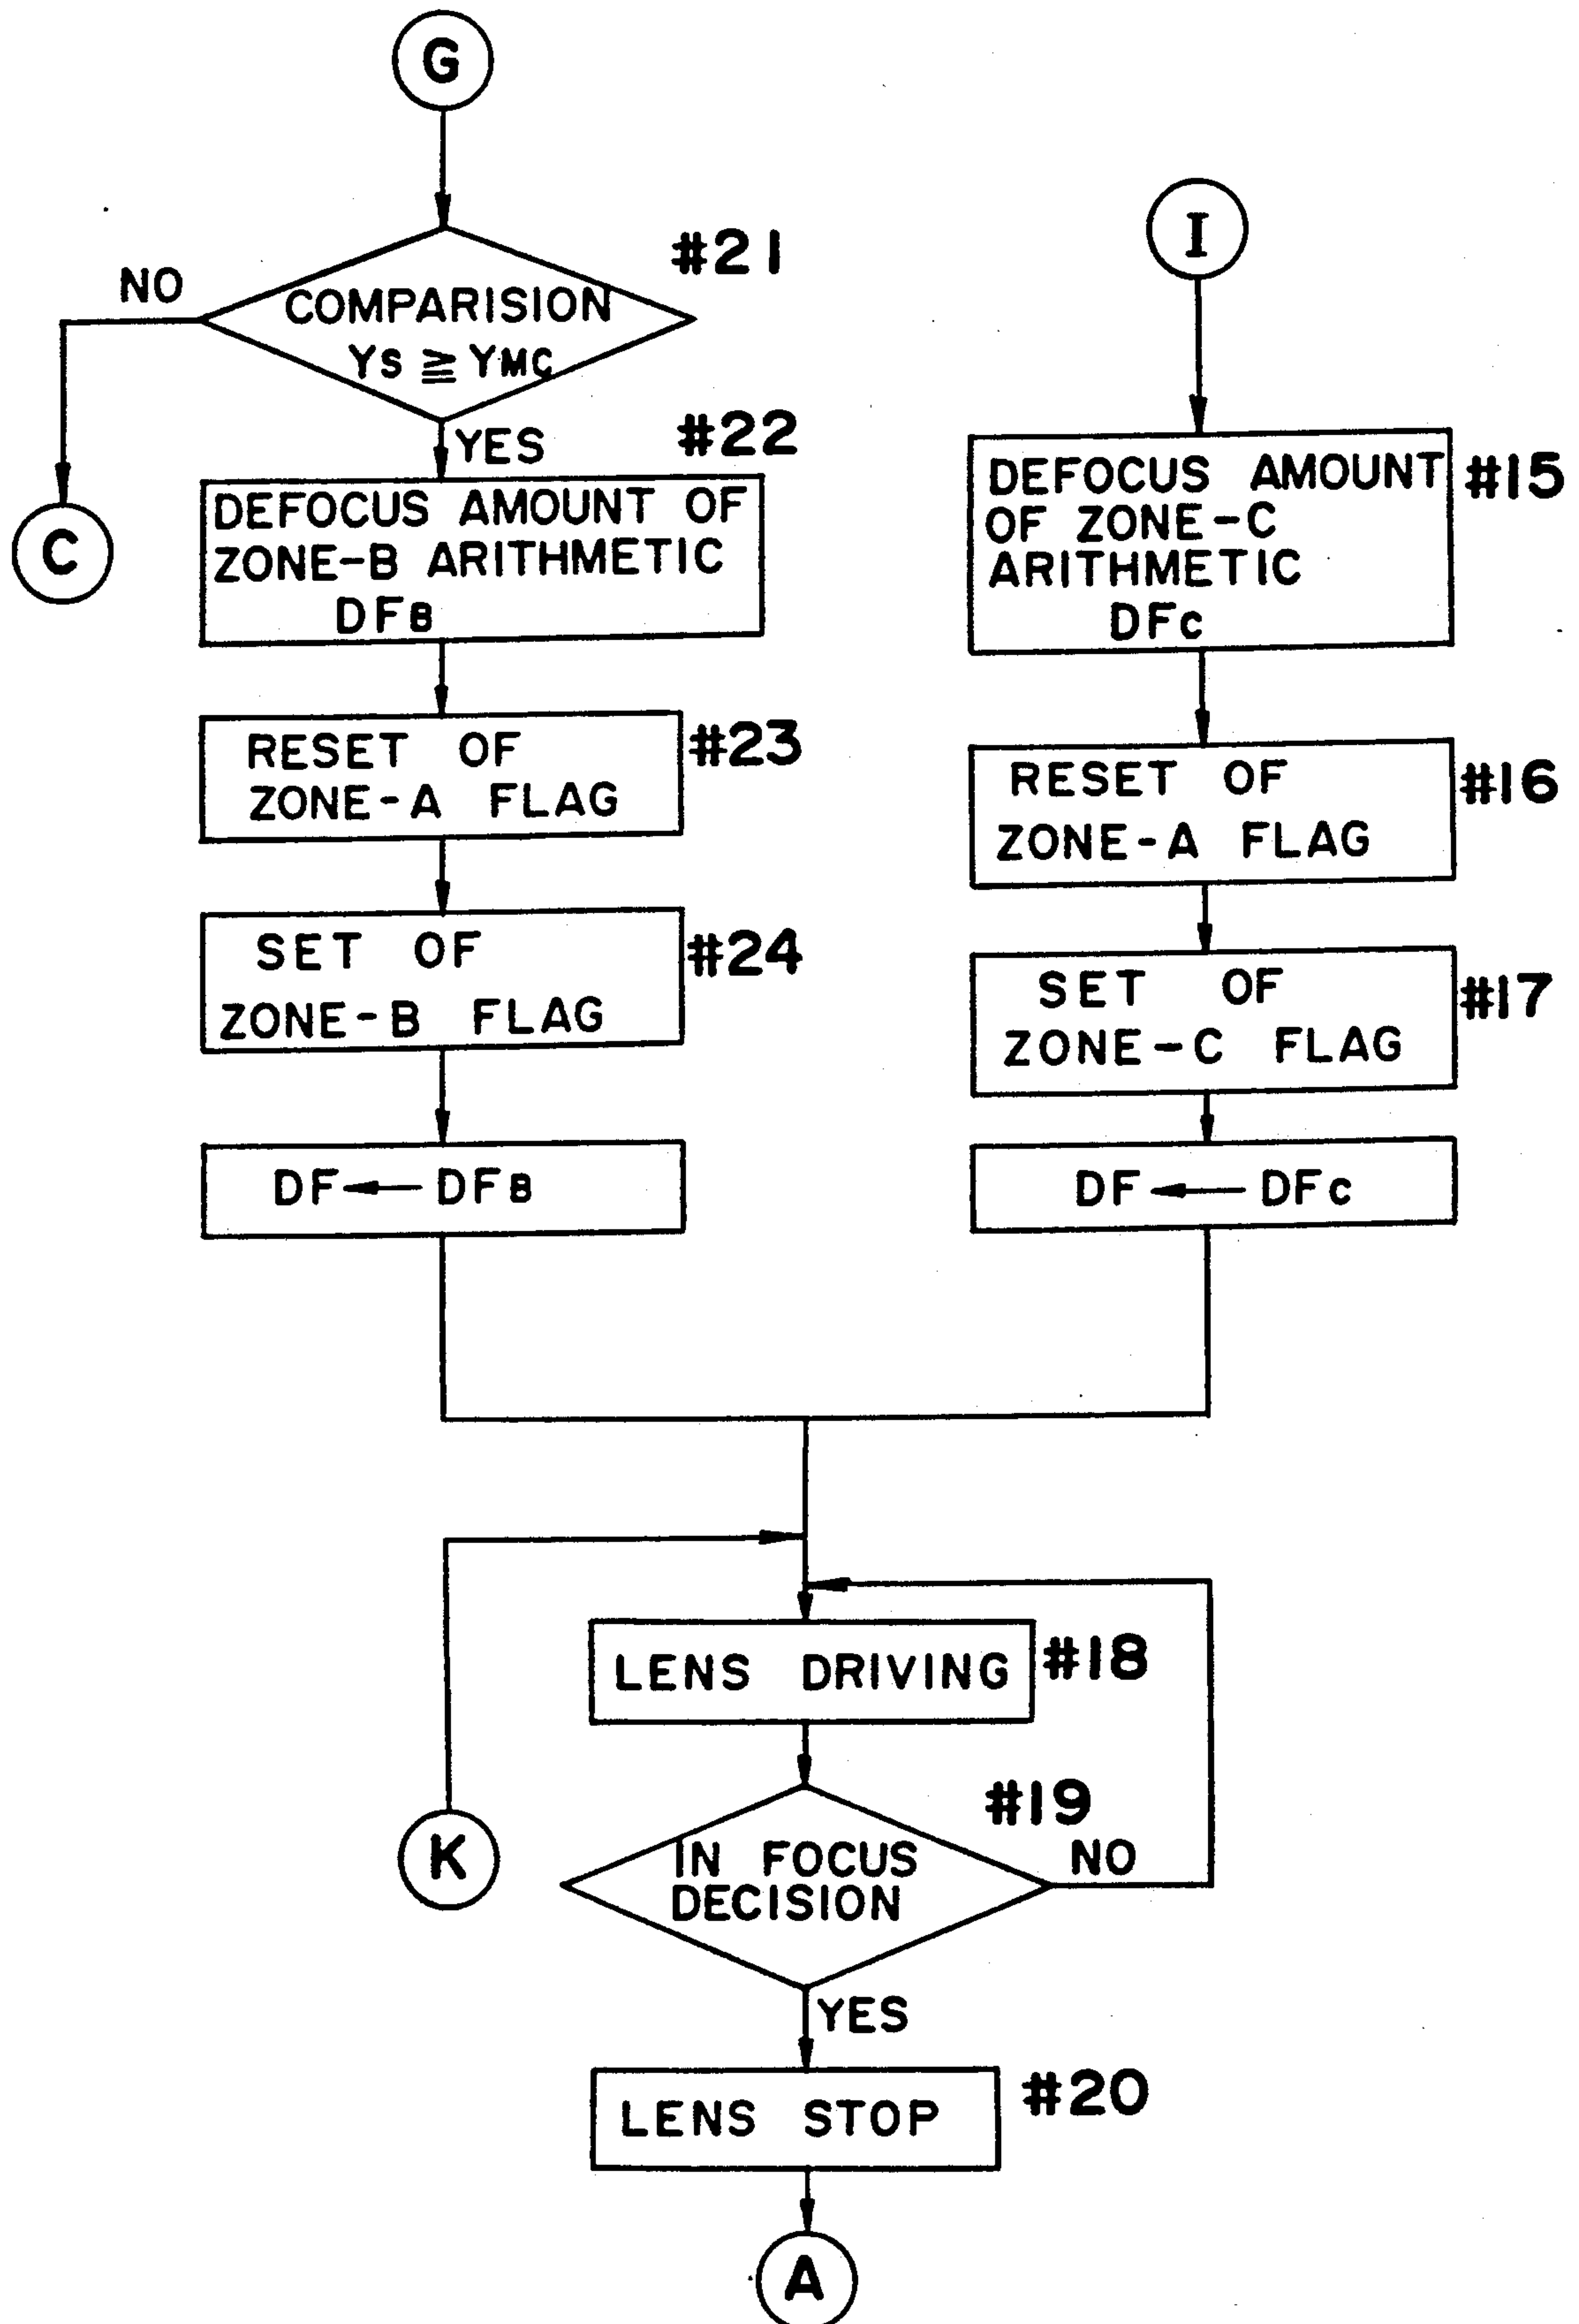 G
#21
NO
COMPARISION
YS ≧ YMC
YES
C
#22
DEFOCUS AMOUNT OF
ZONE-B ARITHMETIC
DFB
#23
RESET OF
ZONE-A FLAG
#24
SET OF
ZONE-B FLAG
DF ← DFB
I
#15
DEFOCUS AMOUNT
OF ZONE-C
ARITHMETIC
DFC
#16
RESET OF
ZONE-A FLAG
#17
SET OF
ZONE-C FLAG
DF ← DFC
LENS DRIVING
#18
K
#19
IN FOCUS
DECISION
NO
YES
LENS STOP
#20
A